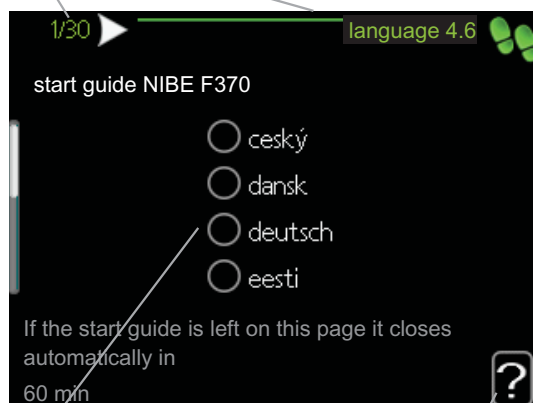 1/30
language 4.6
start guide NIBE F370
ceský
dansk
deutsch
eesti
If the start guide is left on this page it closes
automatically in
60 min
?